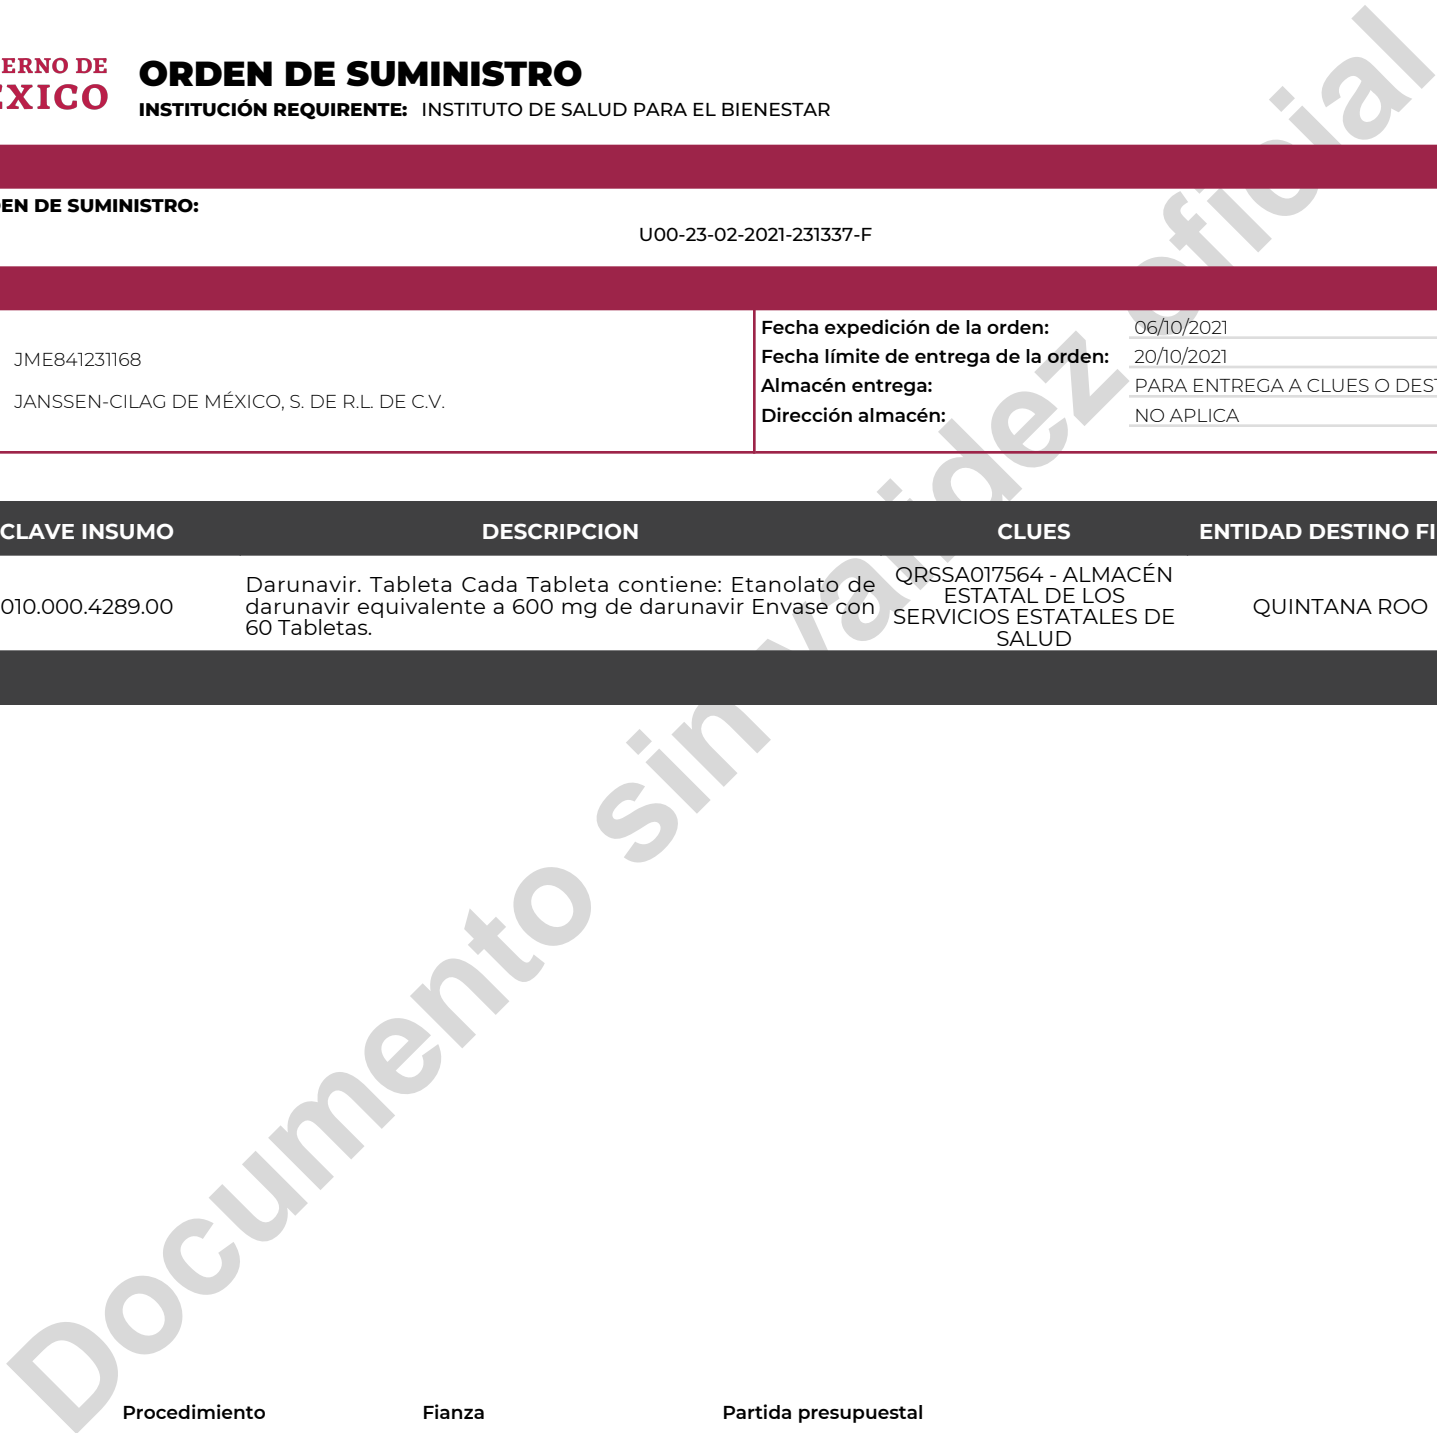 ERNO DE
ÉXICO
ORDEN DE SUMINISTRO
INSTITUCIÓN REQUIRENTE: INSTITUTO DE SALUD PARA EL BIENESTAR
EN DE SUMINISTRO:
U00-23-02-2021-231337-F
JME841231168
JANSSEN-CILAG DE MÉXICO, S. DE R.L. DE C.V.
Fecha expedición de la orden: 06/10/2021
Fecha límite de entrega de la orden: 20/10/2021
Almacén entrega: PARA ENTREGA A CLUES O DEST
Dirección almacén: NO APLICA
CLAVE INSUMO DESCRIPCION CLUES ENTIDAD DESTINO FI
010.000.4289.00
Darunavir. Tableta Cada Tableta contiene: Etanolato de
darunavir equivalente a 600 mg de darunavir Envase con
60 Tabletas.
QRSSA017564 - ALMACÉN
ESTATAL DE LOS
SERVICIOS ESTATALES DE
SALUD
QUINTANA ROO
Documento sin validez oficial
Procedimiento Fianza Partida presupuestal